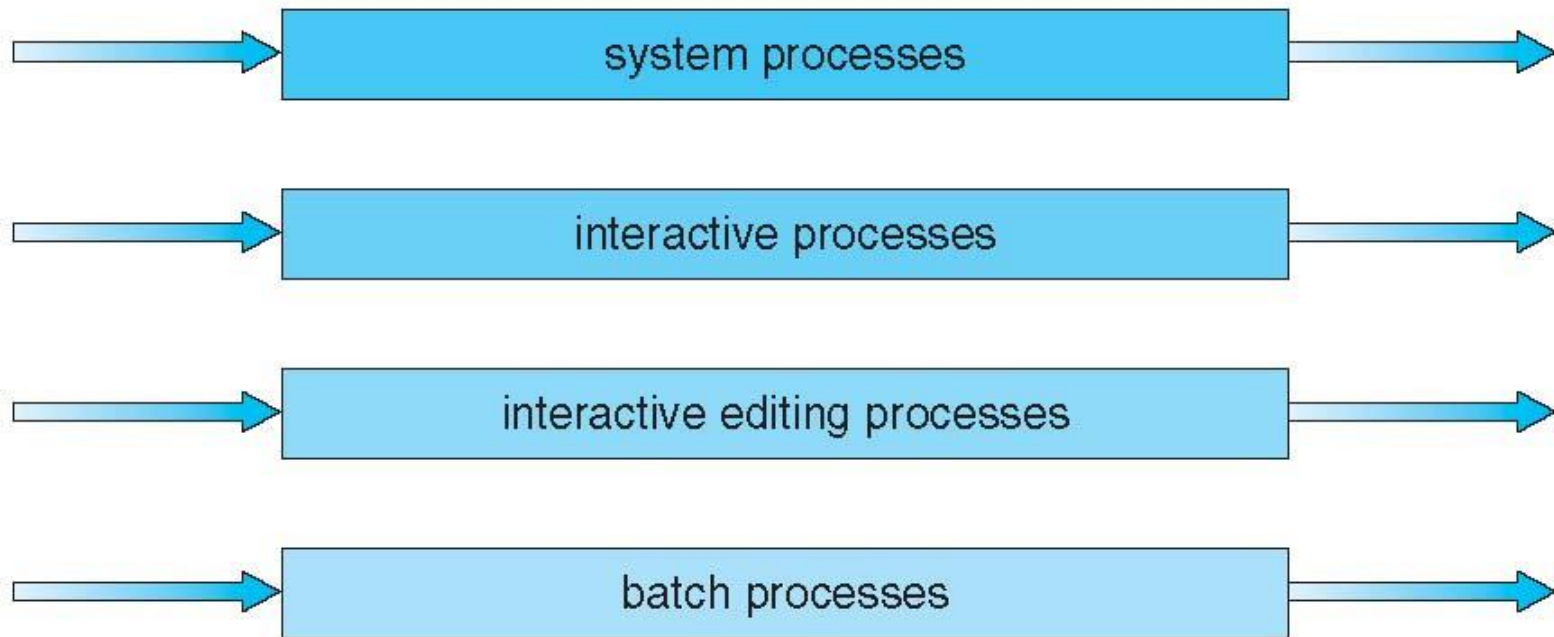 system processes
interactive processes
interactive editing processes
batch processes